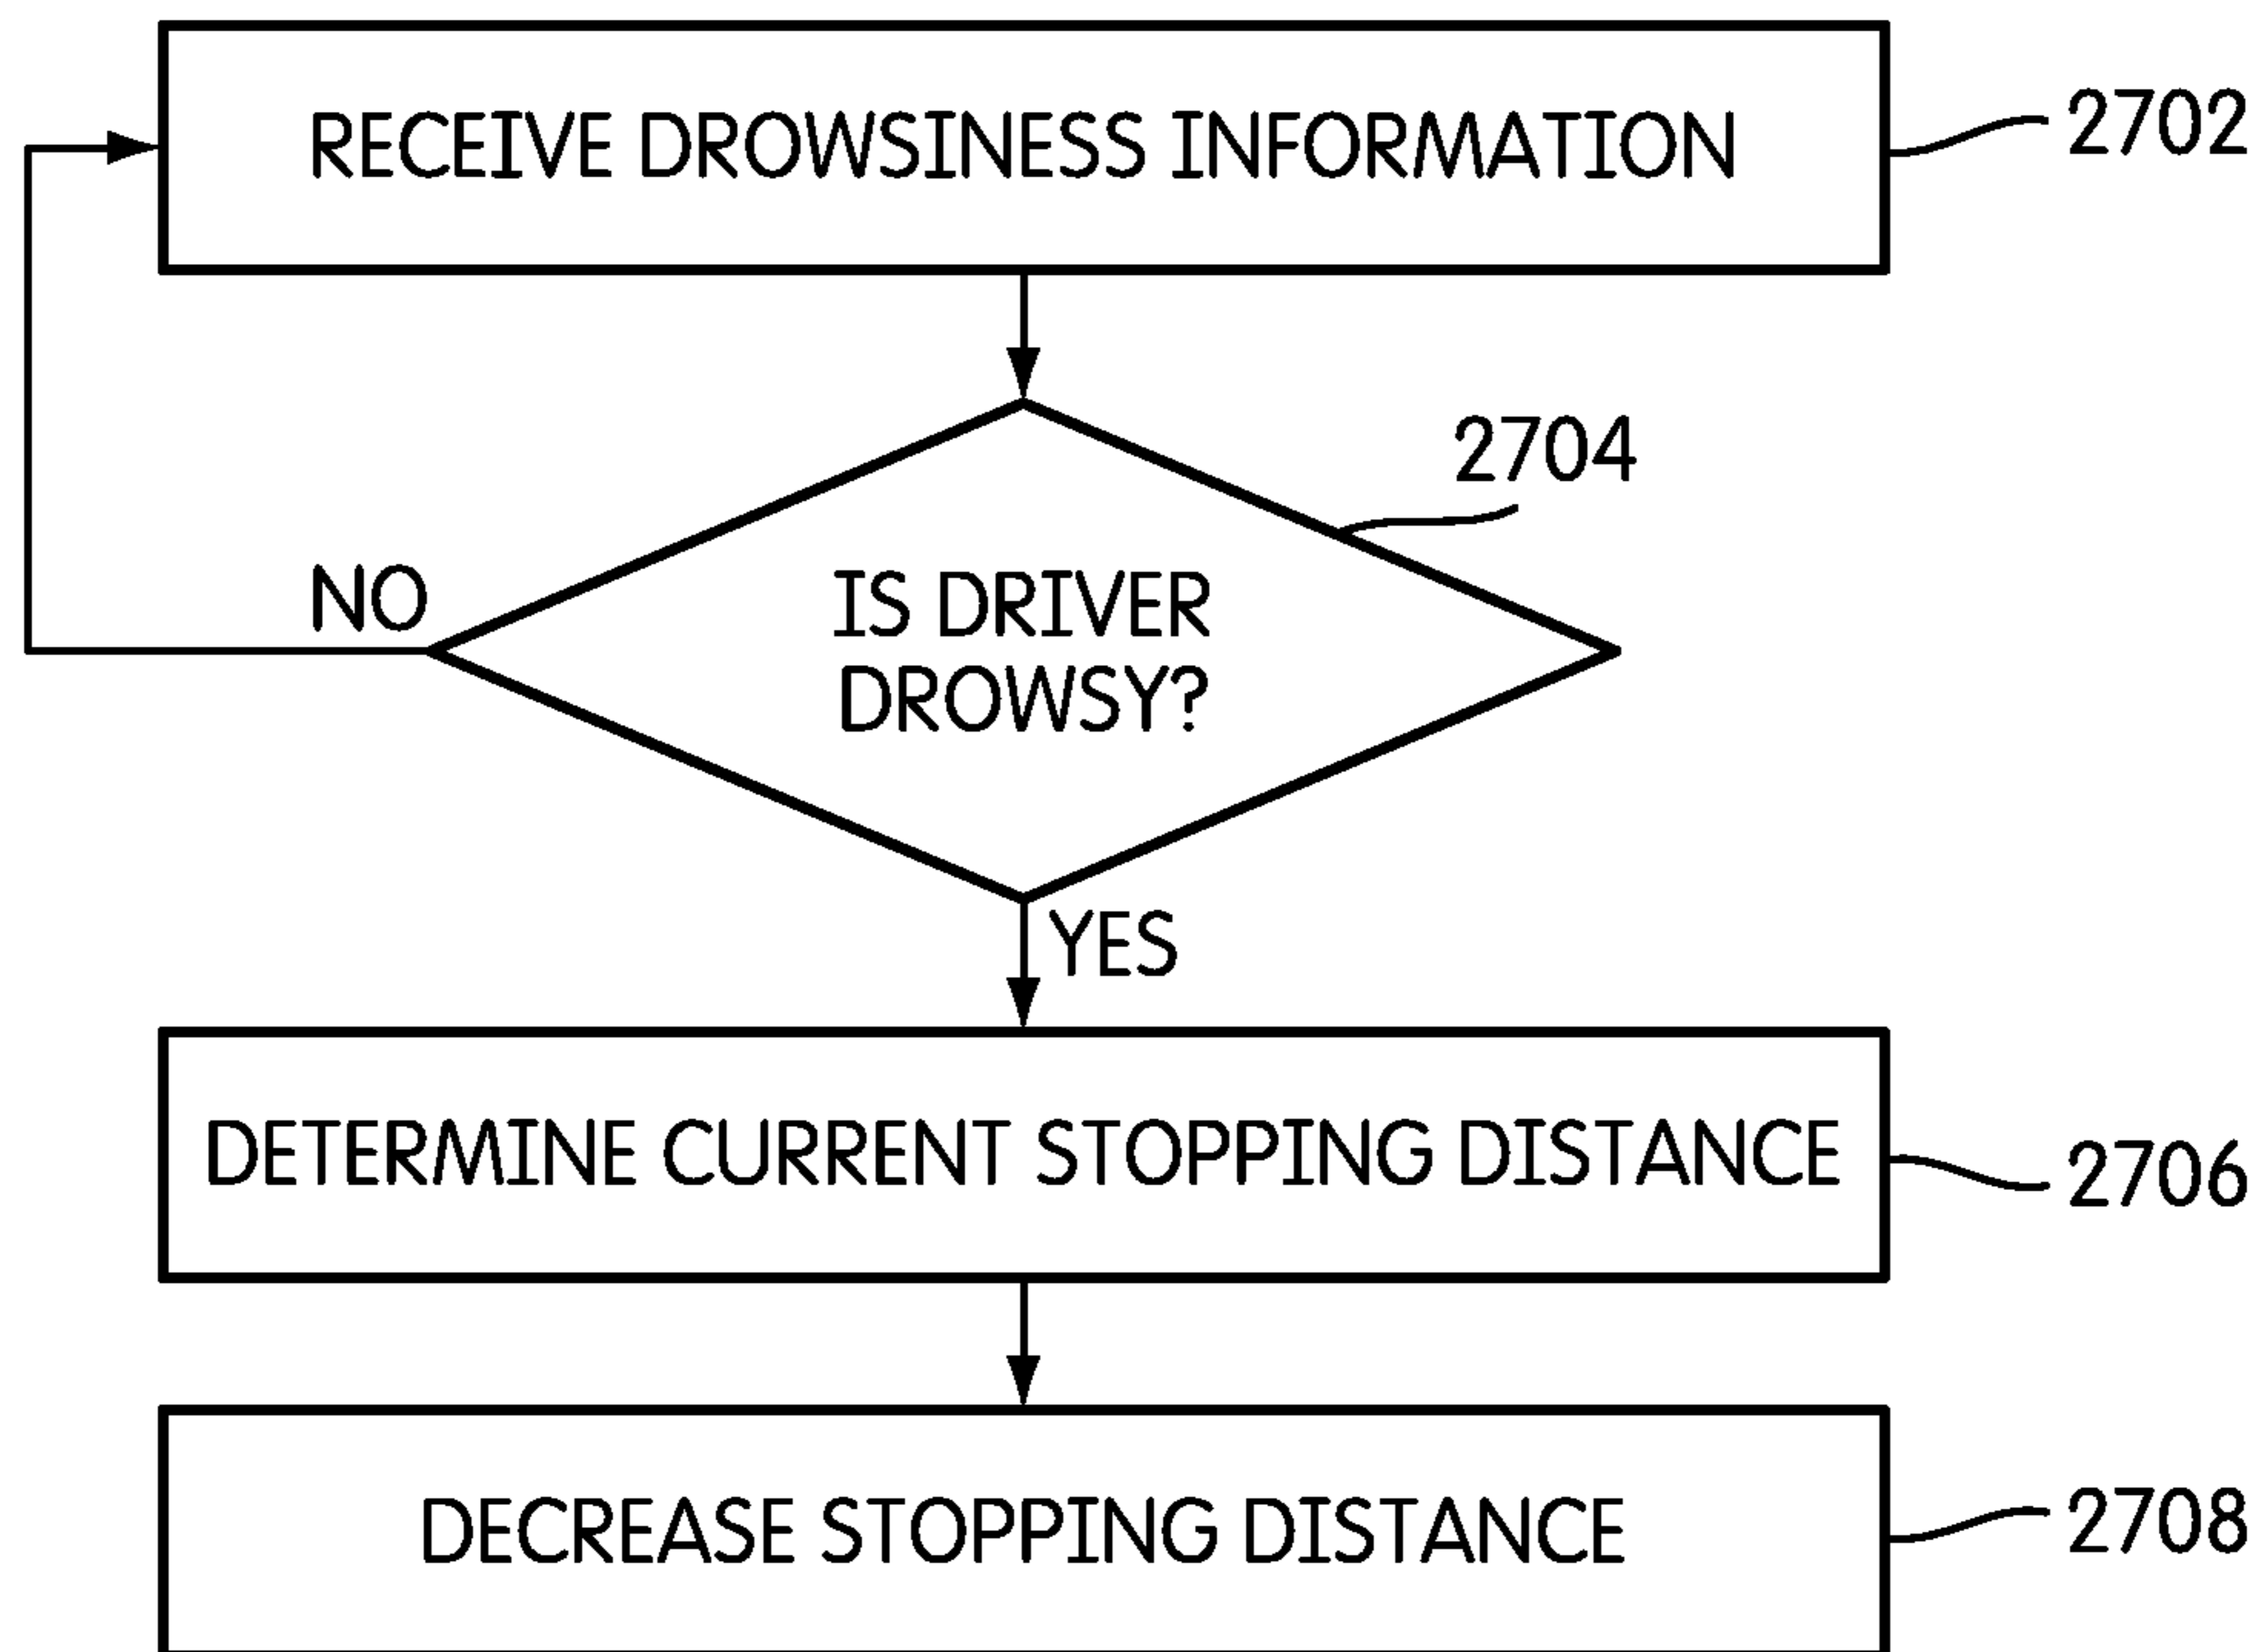 RECEIVE DROWSINESS INFORMATION
2702
2704
IS DRIVER
DROWSY?
NO
YES
DETERMINE CURRENT STOPPING DISTANCE
2706
DECREASE STOPPING DISTANCE
2708